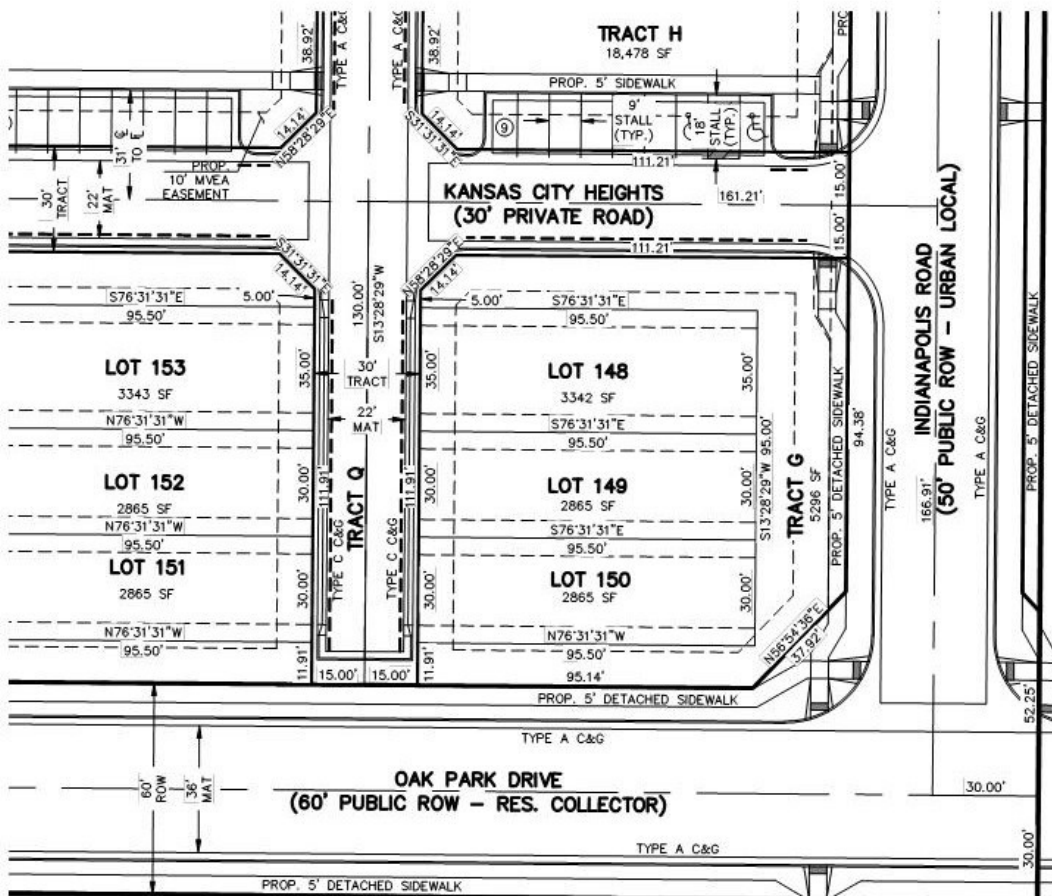 TRACT H
18,478 SF
38.92'
TYPE A C&G
TYPE A C&G
38.92'
PROP. 5' SIDEWALK
9'
STALL
(TYP.)
18'
STALL
(TYP.)
9
14.14'
N58°28'29"E
S31°31'31"E
14.14'
31' ℄
TO ℄
PROP.
10' MVEA
EASEMENT
30'
TRACT
22'
MAT
111.21'
161.21'
15.00'
15.00'
KANSAS CITY HEIGHTS
(30' PRIVATE ROAD)
111.21'
S31°31'31"E
14.14'
N58°28'29"E
14.14'
130.00'
S13°28'29"W
S76°31'31"E
95.50'
5.00'
5.00'
S76°31'31"E
95.50'
LOT 153
3343 SF
35.00'
30'
TRACT
35.00'
LOT 148
3342 SF
35.00'
22'
MAT
N76°31'31"W
95.50'
S76°31'31"E
95.50'
LOT 152
2865 SF
30.00'
111.91'
TRACT Q
111.91'
30.00'
LOT 149
2865 SF
30.00'
S13°28'29"W 95.00'
TRACT G
5296 SF
PROP. 5' DETACHED SIDEWALK
94.38'
TYPE A C&G
166.91'
INDIANAPOLIS ROAD
(50' PUBLIC ROW – URBAN LOCAL)
TYPE A C&G
PROP. 5' DETACHED SIDEWALK
N76°31'31"W
95.50'
S76°31'31"E
95.50'
LOT 151
2865 SF
30.00'
TYPE C C&G
TYPE C C&G
30.00'
LOT 150
2865 SF
30.00'
N76°31'31"W
95.50'
N76°31'31"W
95.50'
N56°54'36"E
37.92'
11.91'
15.00'
15.00'
11.91'
95.14'
PROP. 5' DETACHED SIDEWALK
52.25'
TYPE A C&G
60'
ROW
36'
MAT
OAK PARK DRIVE
(60' PUBLIC ROW – RES. COLLECTOR)
30.00'
30.00'
TYPE A C&G
PROP. 5' DETACHED SIDEWALK